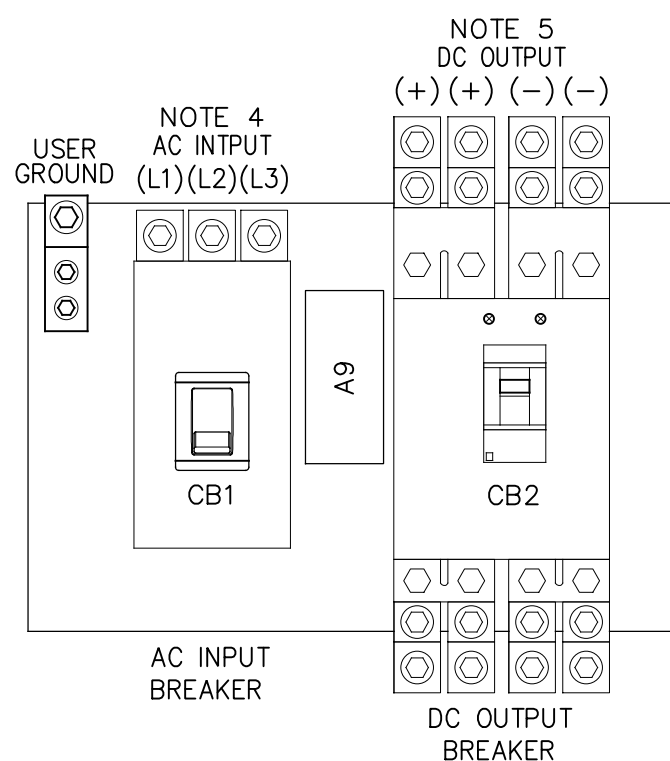 NOTE 5
DC OUTPUT
(+) (+) (-) (-)
NOTE 4
AC INTPUT
(L1) (L2) (L3)
USER
GROUND
A9
CB1
CB2
AC INPUT
BREAKER
DC OUTPUT
BREAKER